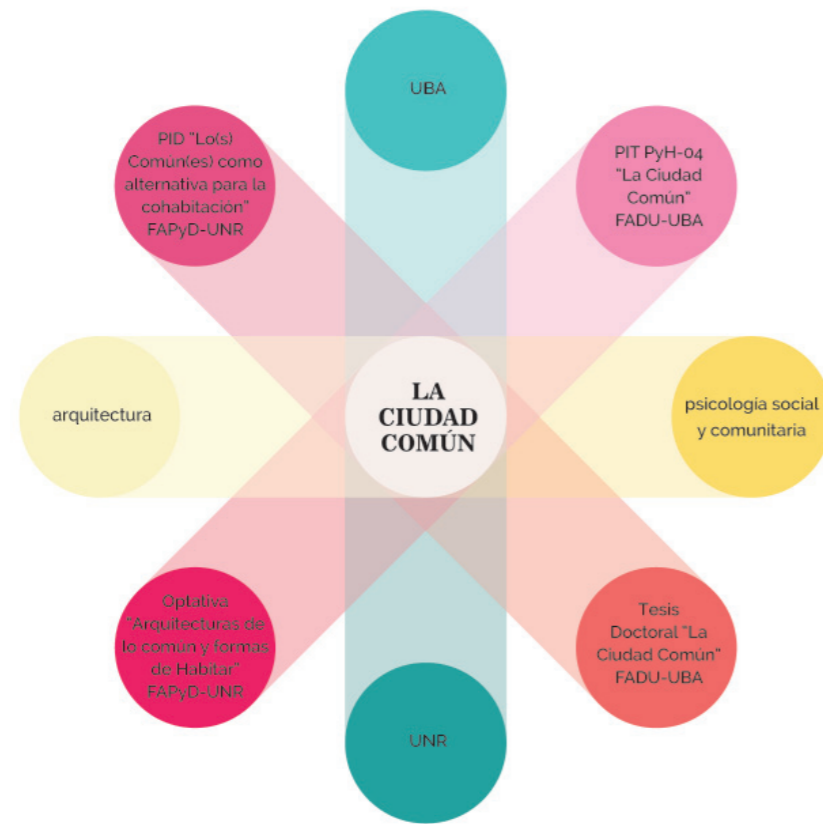 UBA
PID "Lo(s)
Común(es) como
alternativa para la
cohabitación"
FAPyD-UNR
PIT PyH-04
"La Ciudad
Común"
FADU-UBA
arquitectura
LA
CIUDAD
COMÚN
psicología social
y comunitaria
Optativa
"Arquitecturas de
lo común y formas
de Habitar"
FAPyD-UNR
Tesis
Doctoral "La
Ciudad Común"
FADU-UBA
UNR